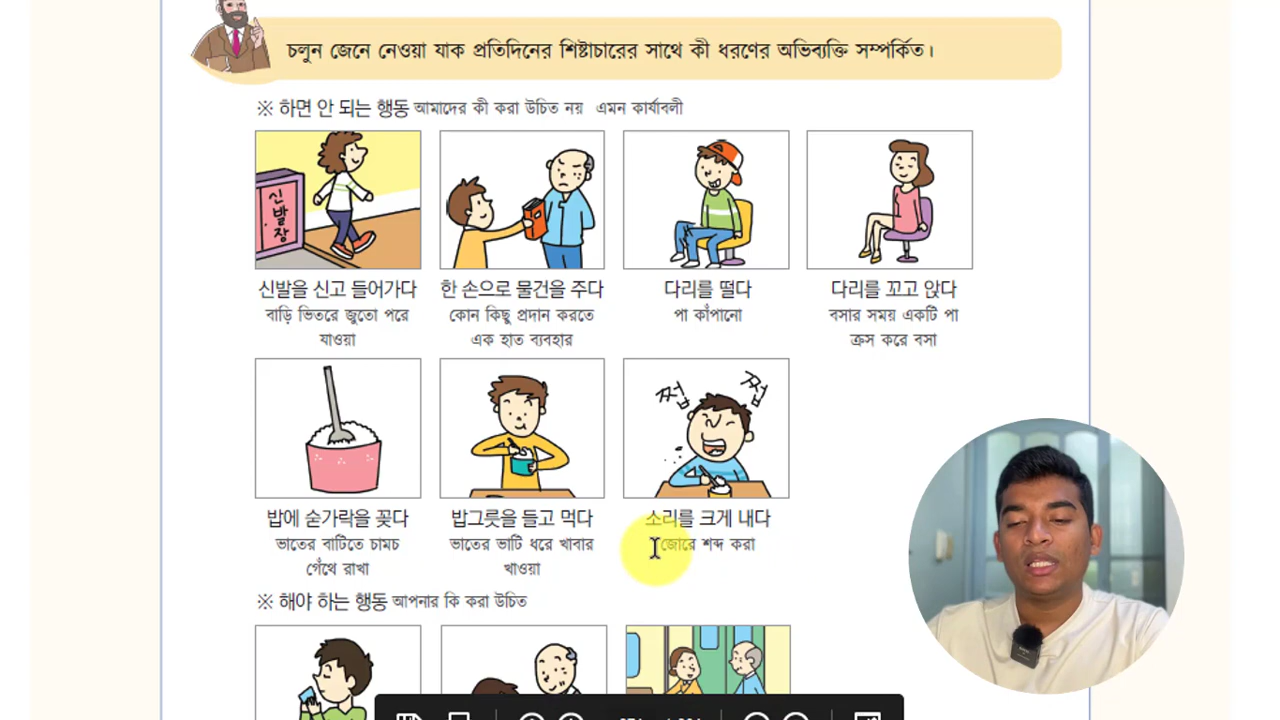 চলুন জেনে নেওয়া যাক প্রতিদিনের শিষ্টাচারের সাথে কী ধরণের অভিব্যক্তি সম্পর্কিত।
※ 하면 안 되는 행동 আমাদের কী করা উচিত নয় এমন কার্যাবলী
신발장
신발을 신고 들어가다
বাড়ি ভিতরে জুতো পরে
যাওয়া
한 손으로 물건을 주다
কোন কিছু প্রদান করতে
এক হাত ব্যবহার
다리를 떨다
পা কাঁপানো
다리를 꼬고 앉다
বসার সময় একটি পা
ক্রস করে বসা
쩝 쩝
밥에 숟가락을 꽂다
ভাতের বাটিতে চামচ
গেঁথে রাখা
밥그릇을 들고 먹다
ভাতের ভাটি ধরে খাবার
খাওয়া
소리를 크게 내다
জোরে শব্দ করা
※ 해야 하는 행동 আপনার কি করা উচিত